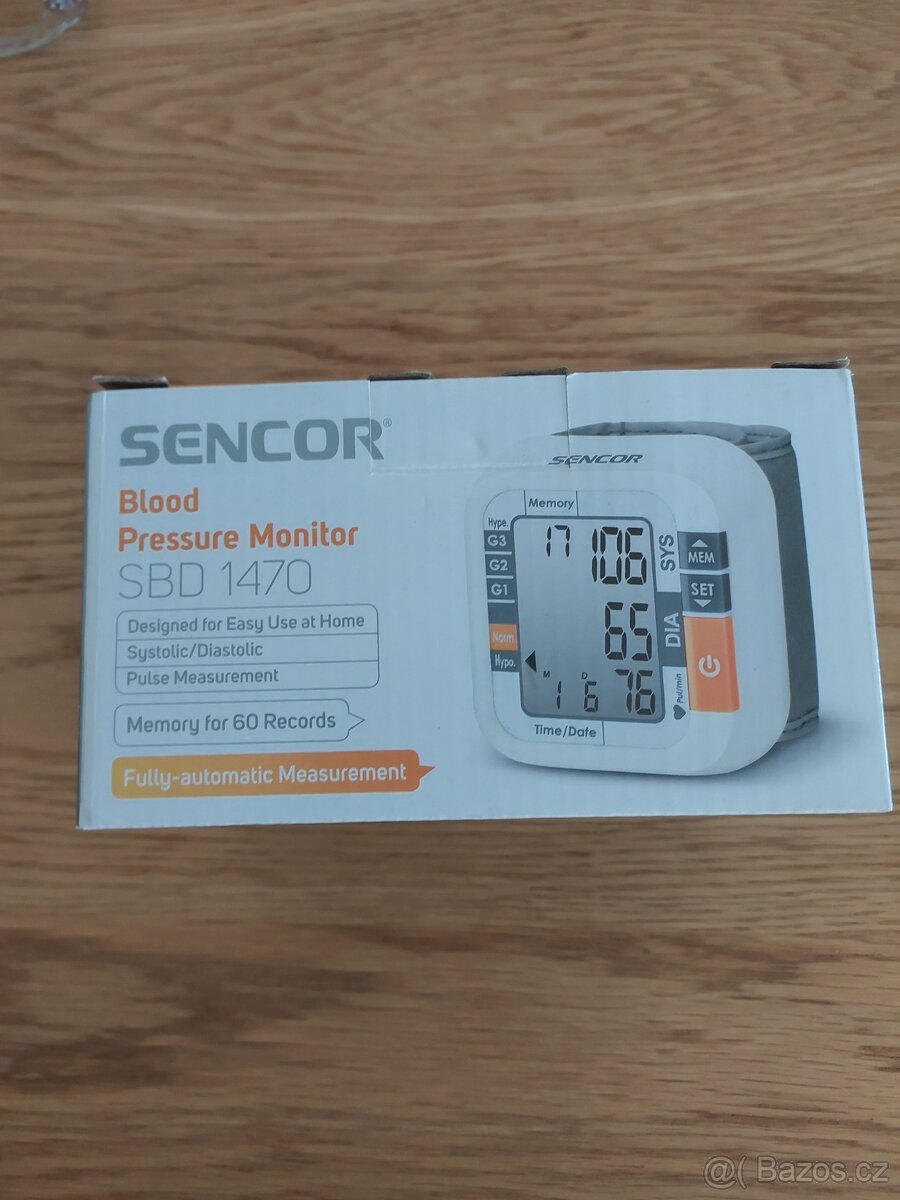 SENCOR®
Blood
Pressure Monitor
SBD 1470
Designed for Easy Use at Home
Systolic/Diastolic
Pulse Measurement
Memory for 60 Records
Fully-automatic Measurement
SENCOR
Memory
Hype.
G3
G2
G1
Norm
Hypo.
17 106
65
M D
1 6 76
SYS
DIA
Pul/min
MEM
SET
Time/Date
@( Bazos.cz